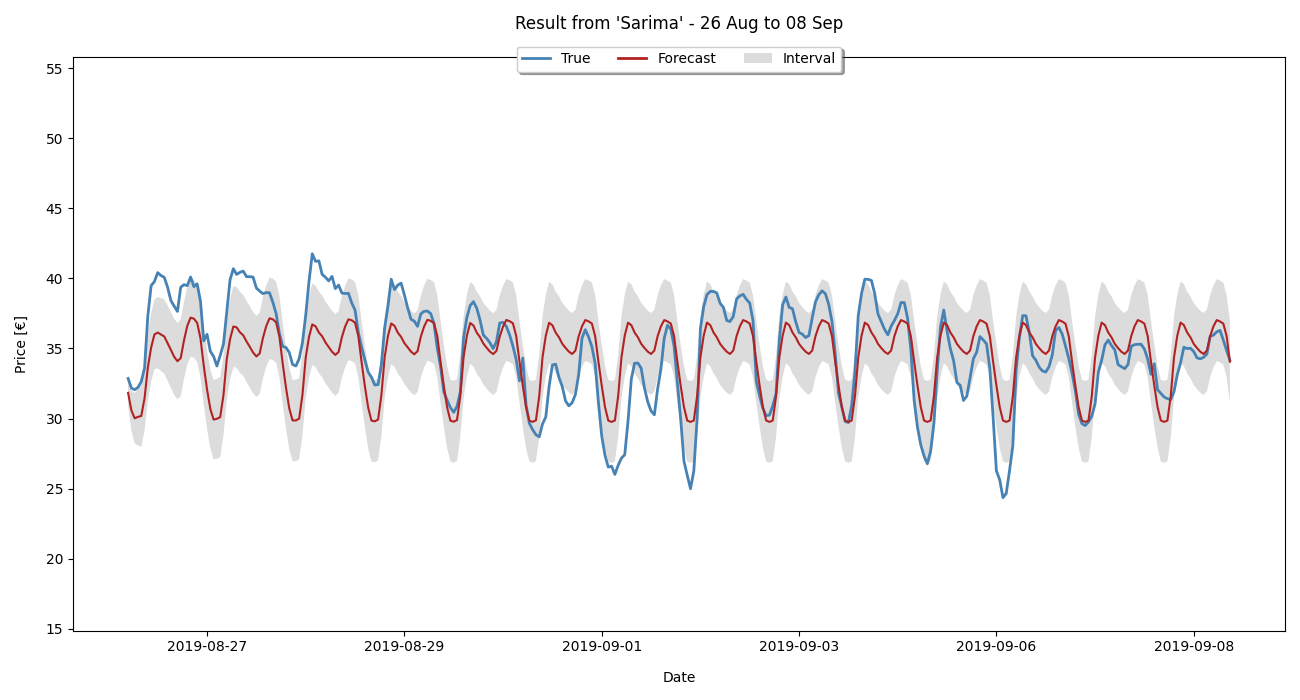 Result from 'Sarima' - 26 Aug to 08 Sep
True Forecast Interval
55
50
45
40
35
30
25
20
15
Price [€]
2019-08-27 2019-08-29 2019-09-01 2019-09-03 2019-09-06 2019-09-08
Date